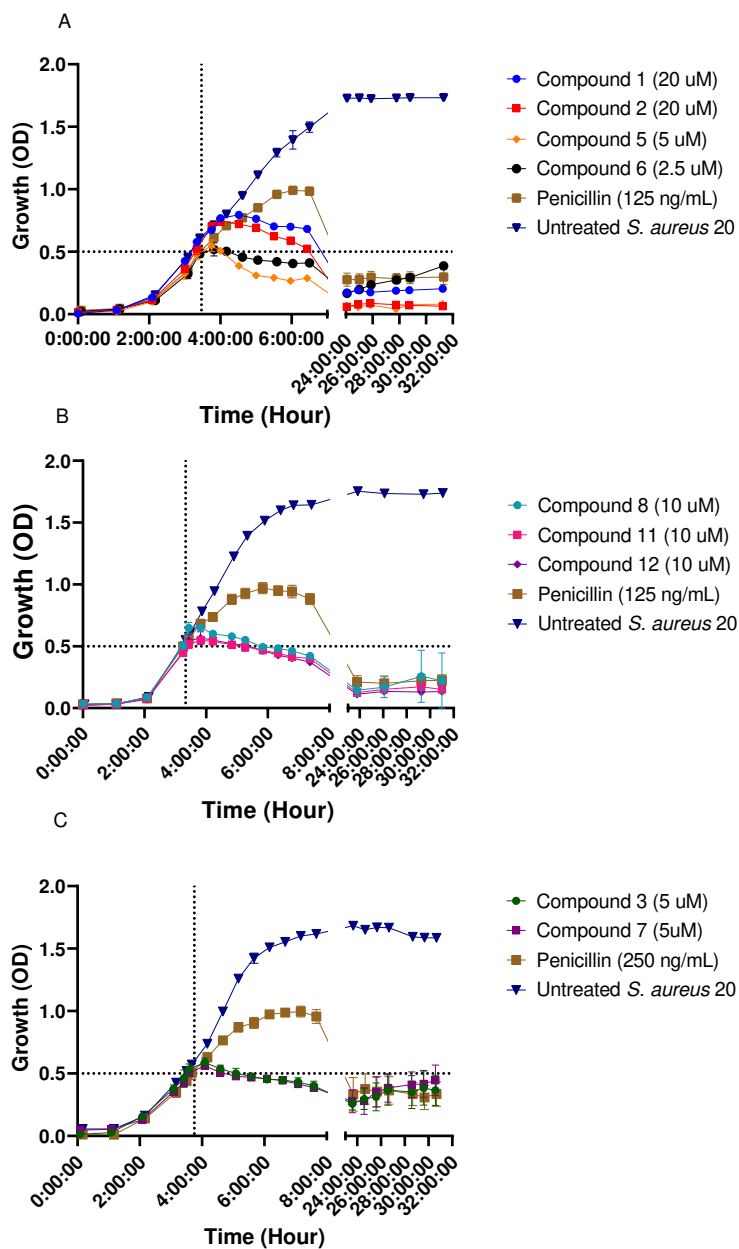 A
Growth (OD)
2.0
1.5
1.0
0.5
0.0
0:00:00
2:00:00
4:00:00
6:00:00
24:00:00
26:00:00
28:00:00
30:00:00
32:00:00
Time (Hour)
Compound 1 (20 uM)
Compound 2 (20 uM)
Compound 5 (5 uM)
Compound 6 (2.5 uM)
Penicillin (125 ng/mL)
Untreated S. aureus 20
B
Growth (OD)
2.0
1.5
1.0
0.5
0.0
0:00:00
2:00:00
4:00:00
6:00:00
8:00:00
24:00:00
26:00:00
28:00:00
30:00:00
32:00:00
Time (Hour)
Compound 8 (10 uM)
Compound 11 (10 uM)
Compound 12 (10 uM)
Penicillin (125 ng/mL)
Untreated S. aureus 20
C
Growth (OD)
2.0
1.5
1.0
0.5
0.0
0:00:00
2:00:00
4:00:00
6:00:00
8:00:00
24:00:00
26:00:00
28:00:00
30:00:00
32:00:00
Time (Hour)
Compound 3 (5 uM)
Compound 7 (5uM)
Penicillin (250 ng/mL)
Untreated S. aureus 20